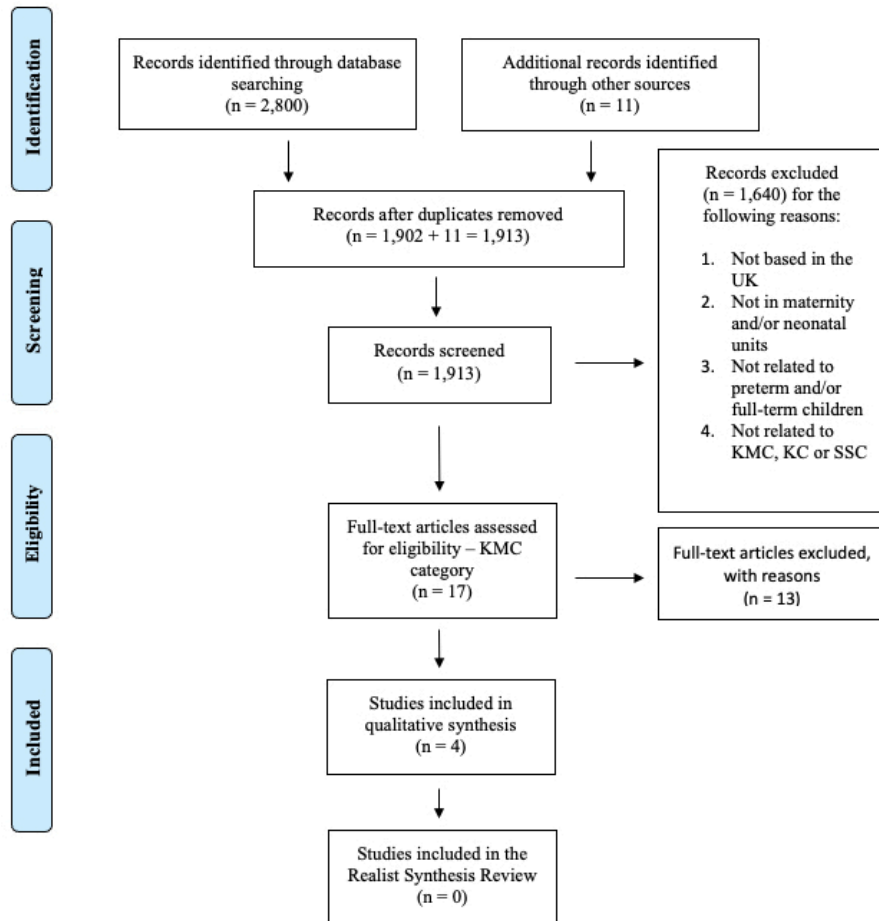 Identification
Records identified through database
searching
(n = 2,800)
Additional records identified
through other sources
(n = 11)
Records after duplicates removed
(n = 1,902 + 11 = 1,913)
Records excluded
(n = 1,640) for the
following reasons:
1. Not based in the
UK
2. Not in maternity
and/or neonatal
units
3. Not related to
preterm and/or
full-term children
4. Not related to
KMC, KC or SSC
Screening
Records screened
(n = 1,913)
Eligibility
Full-text articles assessed
for eligibility – KMC
category
(n = 17)
Full-text articles excluded,
with reasons
(n = 13)
Included
Studies included in
qualitative synthesis
(n = 4)
Studies included in the
Realist Synthesis Review
(n = 0)